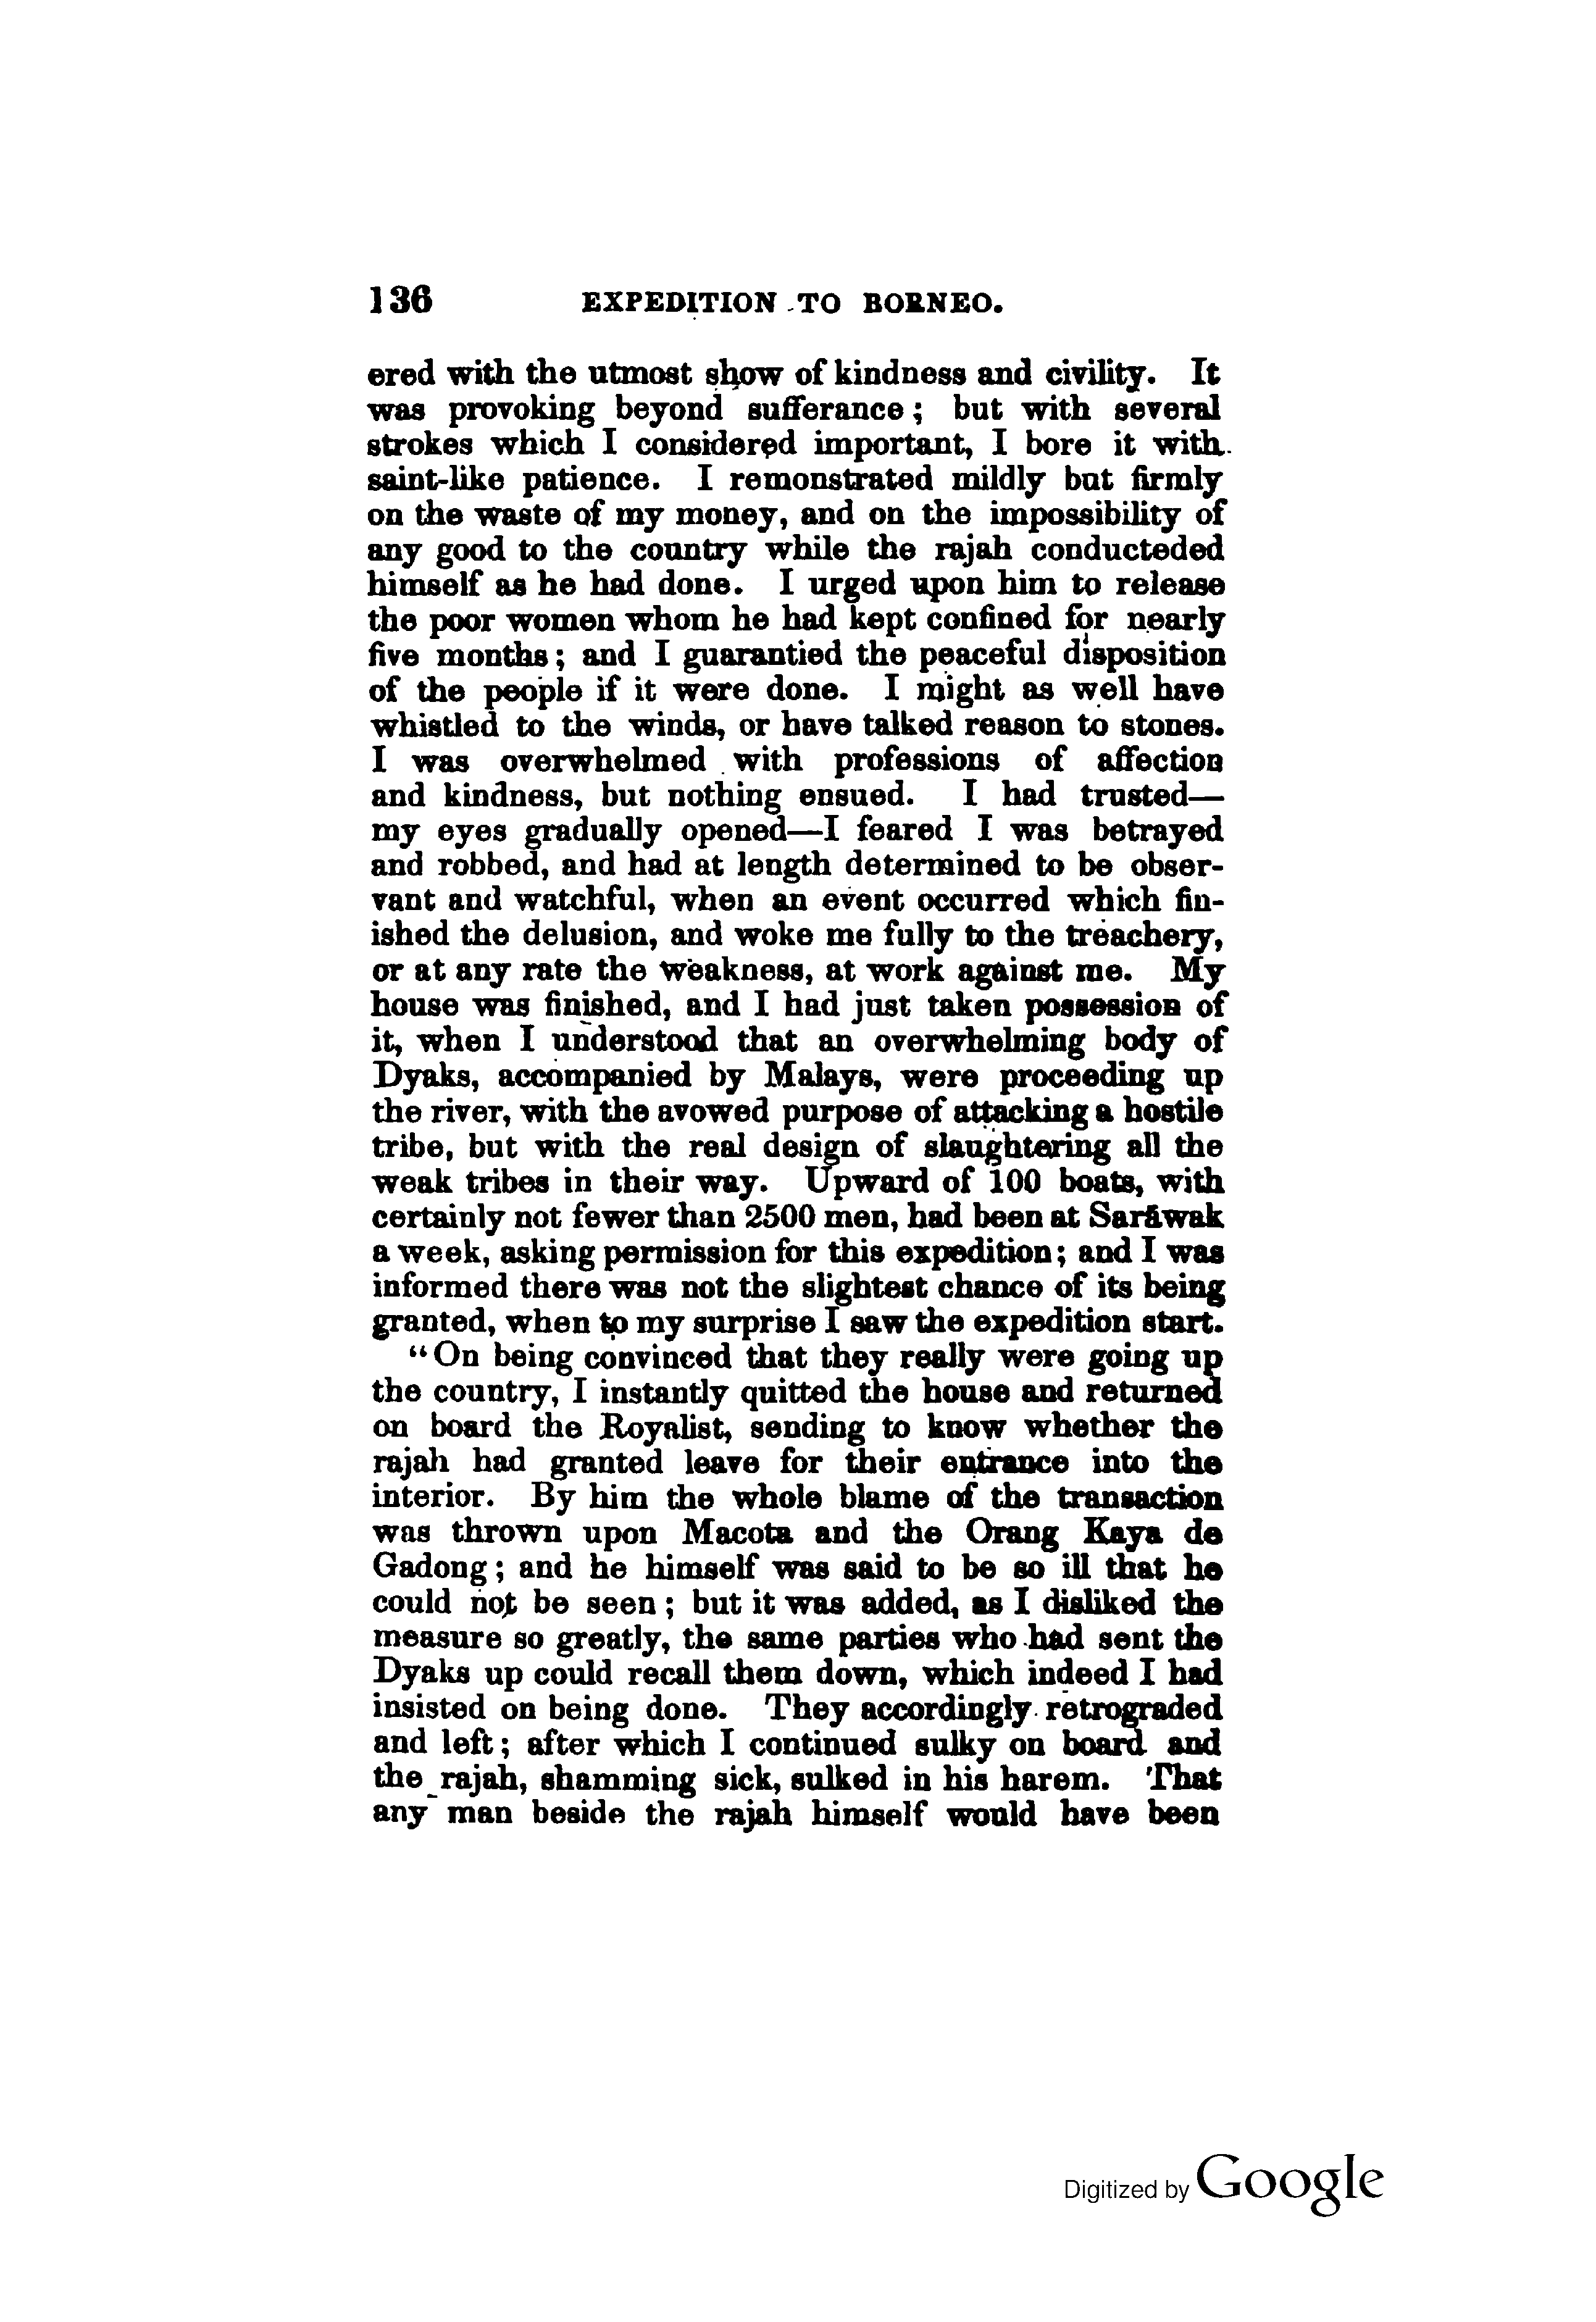 136 EXPEDITION TO BORNEO.
ered with the utmost show of kindness and civility. It
was provoking beyond sufferance; but with several
strokes which I considered important, I bore it with
saint-like patience. I remonstrated mildly but firmly
on the waste of my money, and on the impossibility of
any good to the country while the rajah conducteded
himself as he had done. I urged upon him to release
the poor women whom he had kept confined for nearly
five months; and I guarantied the peaceful disposition
of the people if it were done. I might as well have
whistled to the winds, or have talked reason to stones.
I was overwhelmed with professions of affection
and kindness, but nothing ensued. I had trusted—
my eyes gradually opened—I feared I was betrayed
and robbed, and had at length determined to be obser-
vant and watchful, when an event occurred which fin-
ished the delusion, and woke me fully to the treachery,
or at any rate the weakness, at work against me. My
house was finished, and I had just taken possession of
it, when I understood that an overwhelming body of
Dyaks, accompanied by Malays, were proceeding up
the river, with the avowed purpose of attacking a hostile
tribe, but with the real design of slaughtering all the
weak tribes in their way. Upward of 100 boats, with
certainly not fewer than 2500 men, had been at Saráwak
a week, asking permission for this expedition; and I was
informed there was not the slightest chance of its being
granted, when to my surprise I saw the expedition start.
“On being convinced that they really were going up
the country, I instantly quitted the house and returned
on board the Royalist, sending to know whether the
rajah had granted leave for their entrance into the
interior. By him the whole blame of the transaction
was thrown upon Macota and the Orang Kaya de
Gadong; and he himself was said to be so ill that he
could not be seen; but it was added, as I disliked the
measure so greatly, the same parties who had sent the
Dyaks up could recall them down, which indeed I had
insisted on being done. They accordingly retrograded
and left; after which I continued sulky on board and
the rajah, shamming sick, sulked in his harem. That
any man beside the rajah himself would have been
Digitized by Google